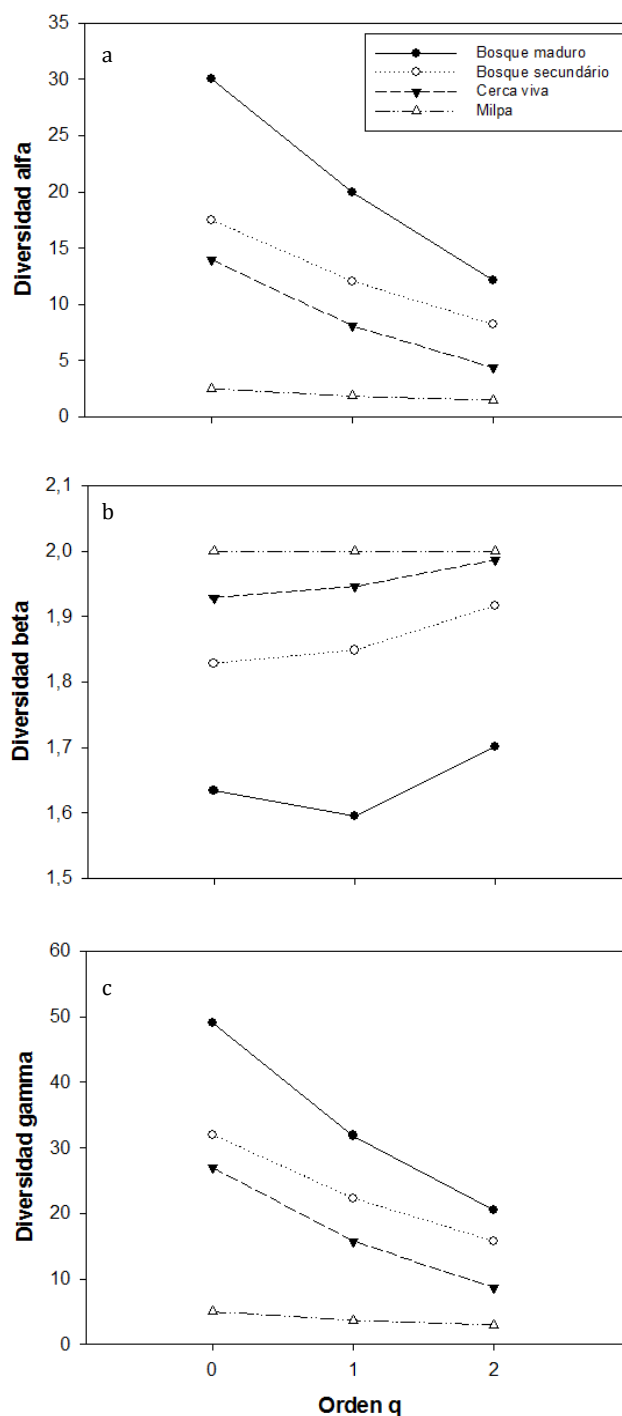 a
Bosque maduro
Bosque secundário
Cerca viva
Milpa
Diversidad alfa
35
30
25
20
15
10
5
0
b
Diversidad beta
2,1
2,0
1,9
1,8
1,7
1,6
1,5
c
Diversidad gamma
60
50
40
30
20
10
0
0 1 2
Orden q